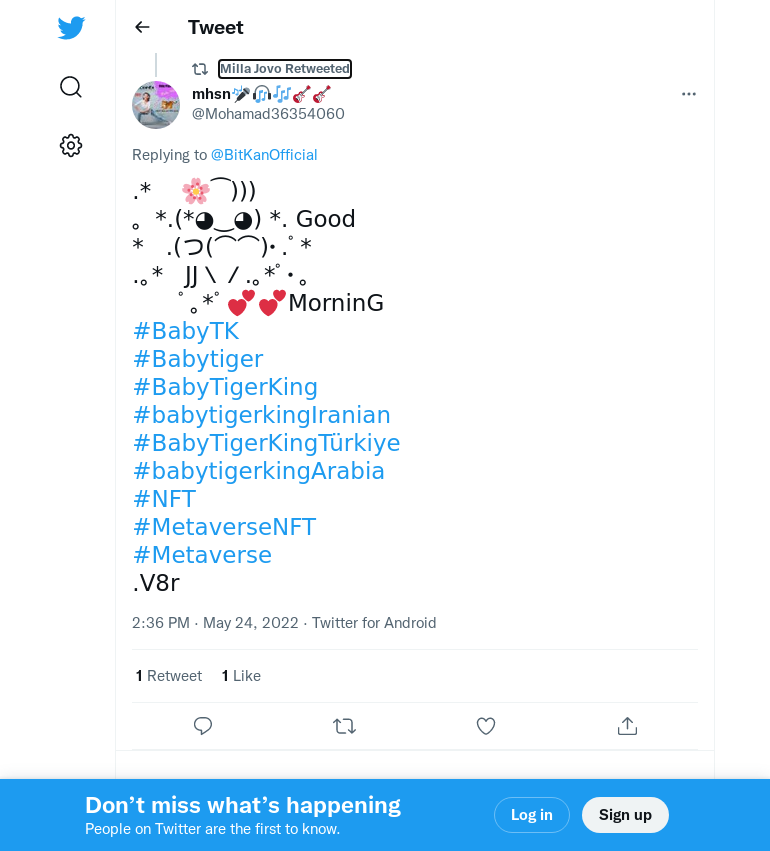 Tweet
Milla Jovo Retweeted
mhsn🎤🎧🎶🎸🎸
@Mohamad36354060
Replying to @BitKanOfficial
.* 🌸⌒)))
。*.(*◕‿◕) *. Good
* .(つ(⌒⌒)• .ﾟ*
.｡* JJ \ / .｡*ﾟ•｡
ﾟ｡*ﾟ💕💕MorninG
#BabyTK
#Babytiger
#BabyTigerKing
#babytigerkingIranian
#BabyTigerKingTürkiye
#babytigerkingArabia
#NFT
#MetaverseNFT
#Metaverse
.V8r
2:36 PM · May 24, 2022 · Twitter for Android
1 Retweet 1 Like
Don’t miss what’s happening
People on Twitter are the first to know.
Log in
Sign up